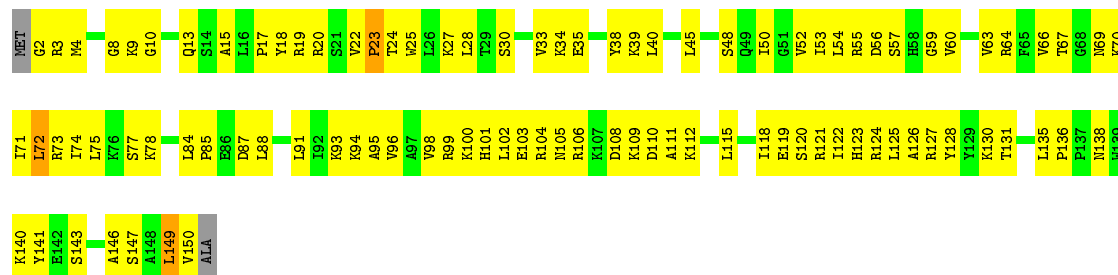 MET G2 R3 M4 G8 K9 G10 Q13 S14 A15 L16 P17 Y18 R19 R20 S21 V22 P23 T24 W25 L26 K27 L28 T29 S30 V33 K34 E35 Y38 K39 L40 L45 S48 Q49 I50 G51 V52 I53 L54 R55 D56 S57 H58 G59 V60 V63 R64 F65 V66 T67 G68 N69 K70
I71 L72 R73 I74 L75 K76 S77 K78 L84 P85 E86 D87 L88 L91 I92 K93 K94 A95 V96 A97 V98 R99 K100 H101 L102 E103 R104 N105 R106 K107 D108 K109 D110 A111 K112 L115 I118 E119 S120 R121 I122 H123 R124 L125 A126 R127 Y128 Y129 K130 T131 L135 P136 P137 N138 W139
K140 Y141 E142 S143 A146 S147 A148 L149 V150 ALA